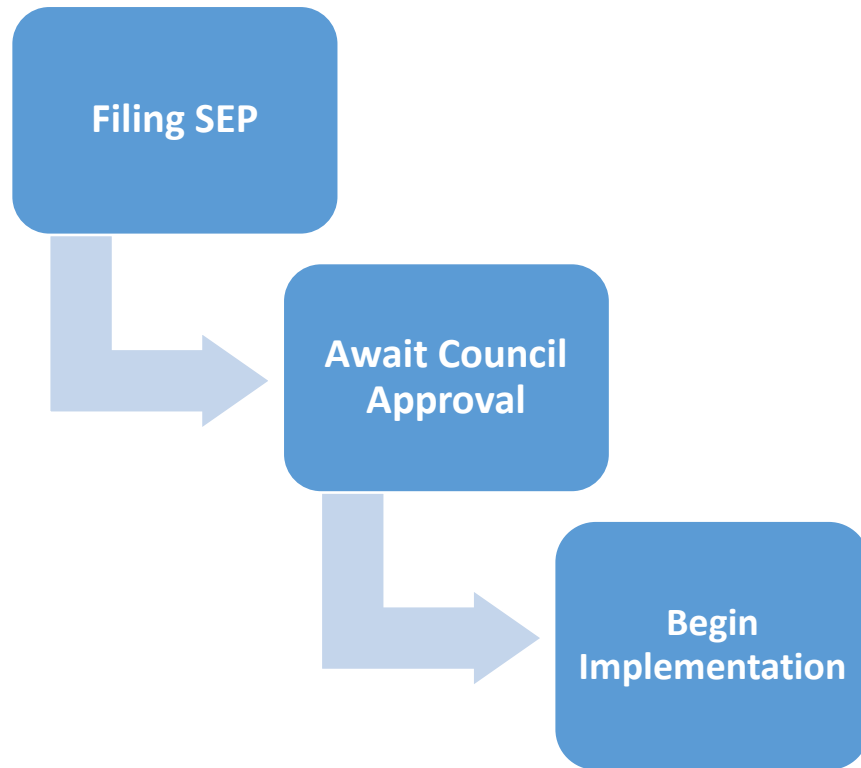 Filing SEP
Await Council
Approval
Begin
Implementation